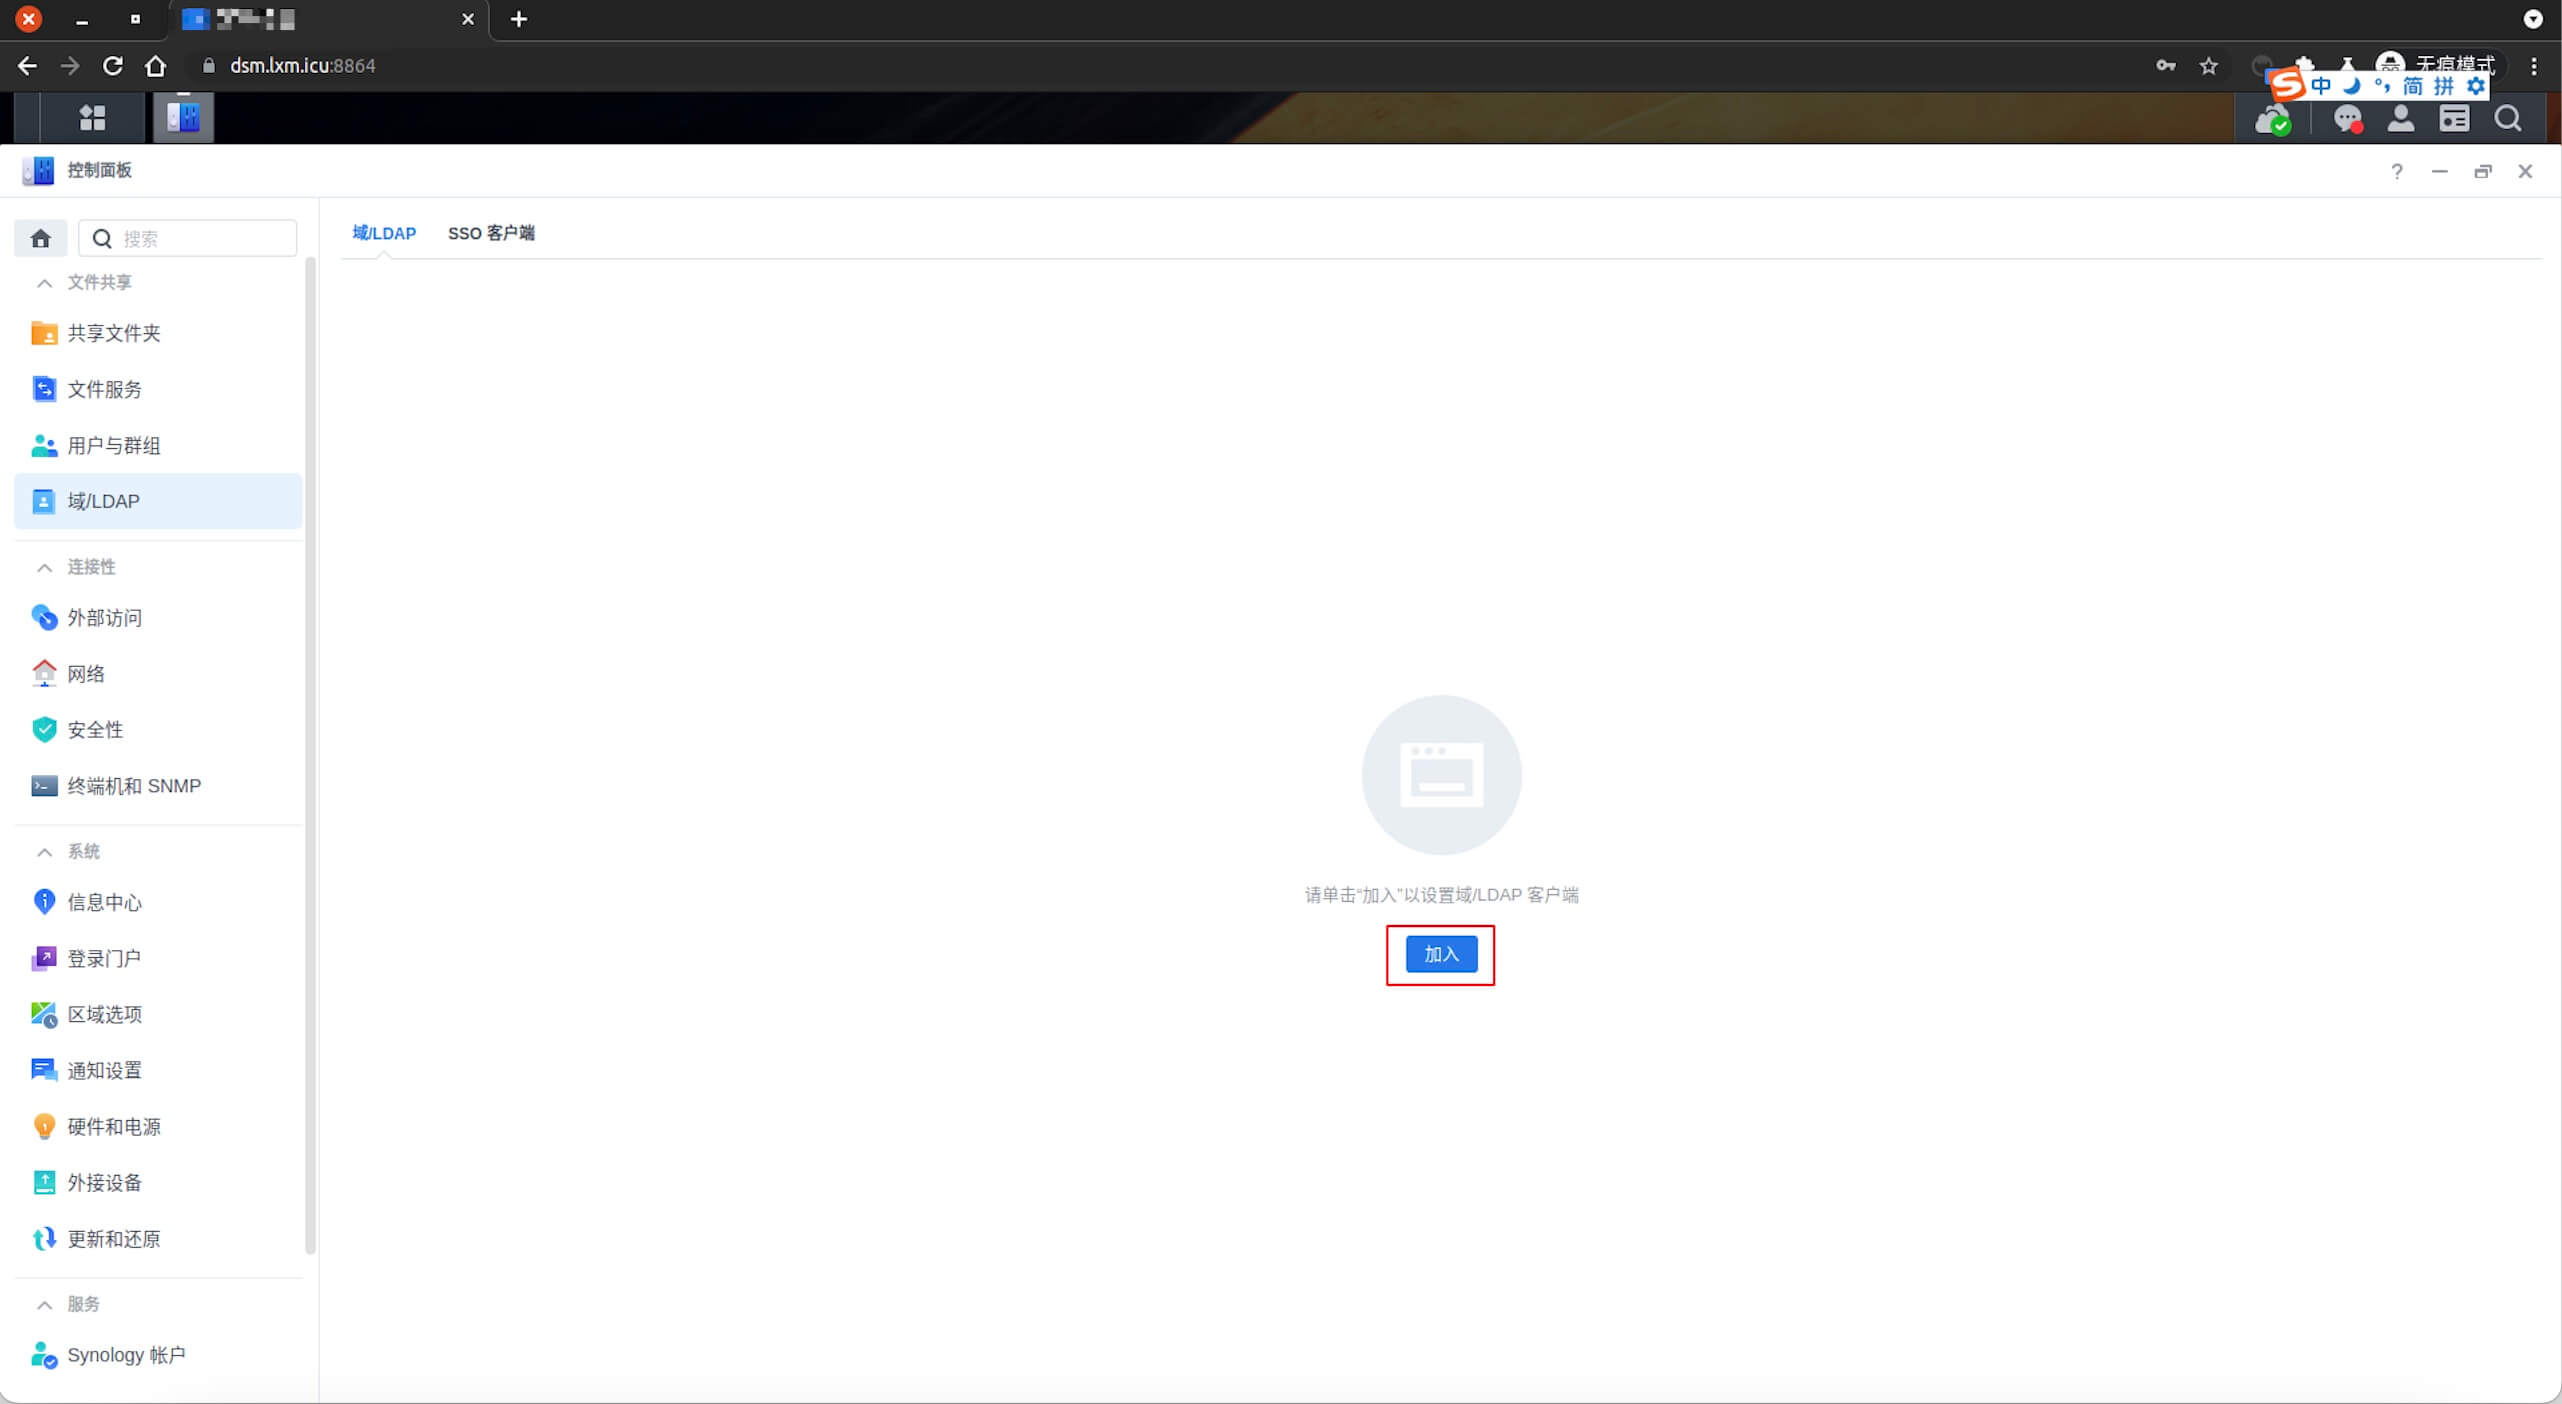 dsm.lxm.icu:8864
无痕模式
中 简 拼
控制面板
搜索
域/LDAP SSO 客户端
文件共享
共享文件夹
文件服务
用户与群组
域/LDAP
连接性
外部访问
网络
安全性
终端机和 SNMP
系统
信息中心
登录门户
区域选项
通知设置
硬件和电源
外接设备
更新和还原
服务
Synology 帐户
请单击“加入”以设置域/LDAP 客户端
加入